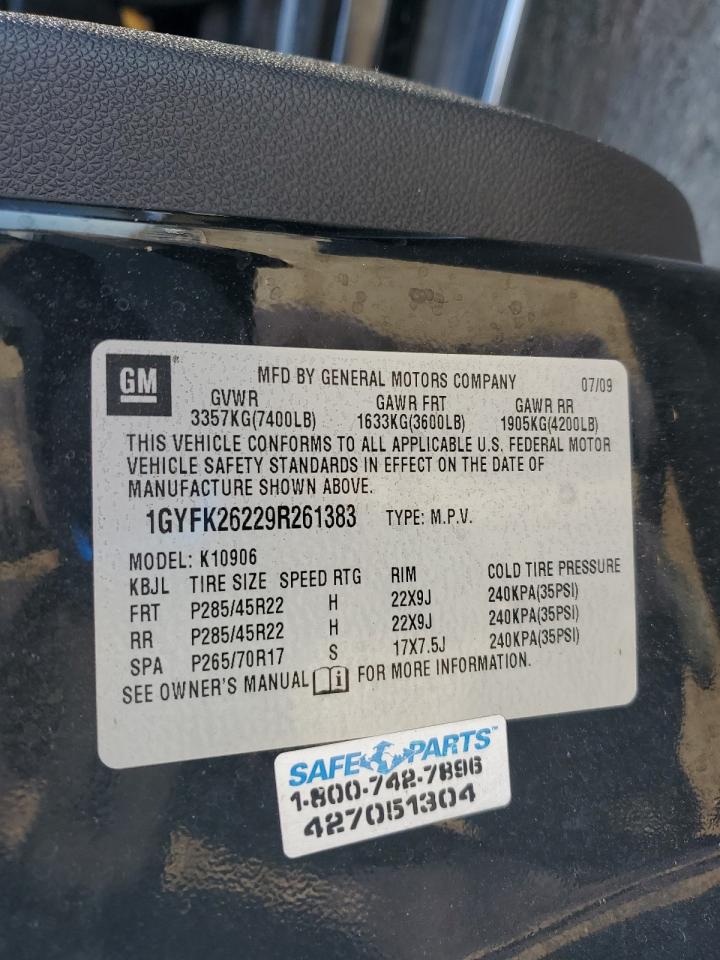 GM
MFD BY GENERAL MOTORS COMPANY 07/09
GVWR GAWR FRT GAWR RR
3357KG(7400LB) 1633KG(3600LB) 1905KG(4200LB)
THIS VEHICLE CONFORMS TO ALL APPLICABLE U.S. FEDERAL MOTOR
VEHICLE SAFETY STANDARDS IN EFFECT ON THE DATE OF
MANUFACTURE SHOWN ABOVE.
1GYFK26229R261383 TYPE: M.P.V.
MODEL: K10906
KBJL TIRE SIZE SPEED RTG RIM COLD TIRE PRESSURE
FRT P285/45R22 H 22X9J 240KPA(35PSI)
RR P285/45R22 H 22X9J 240KPA(35PSI)
SPA P265/70R17 S 17X7.5J 240KPA(35PSI)
SEE OWNER'S MANUAL FOR MORE INFORMATION.
SAFE PARTS™
1-800-742-7896
427051304